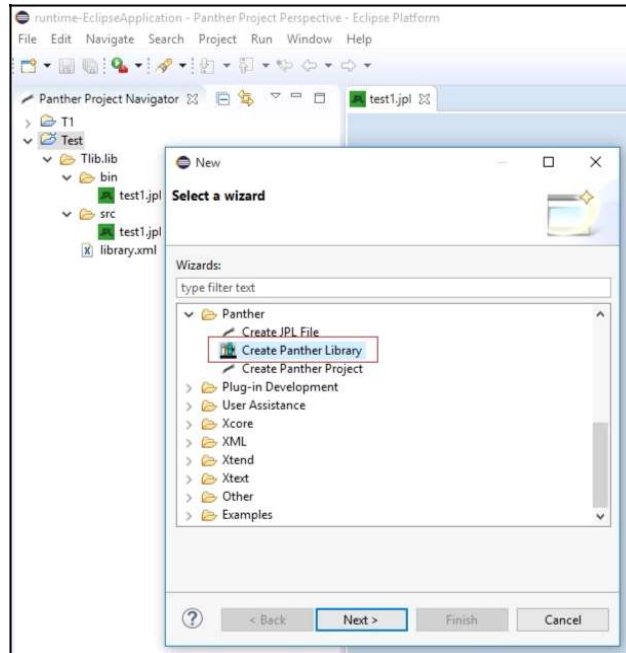 runtime-EclipseApplication - Panther Project Perspective - Eclipse Platform
File Edit Navigate Search Project Run Window Help
Panther Project Navigator
test1.jpl
T1
Test
Tlib.lib
bin
test1.jpl
src
test1.jpl
library.xml
New
Select a wizard
Wizards:
type filter text
Panther
Create JPL File
Create Panther Library
Create Panther Project
Plug-in Development
User Assistance
Xcore
XML
Xtend
Xtext
Other
Examples
? < Back Next > Finish Cancel